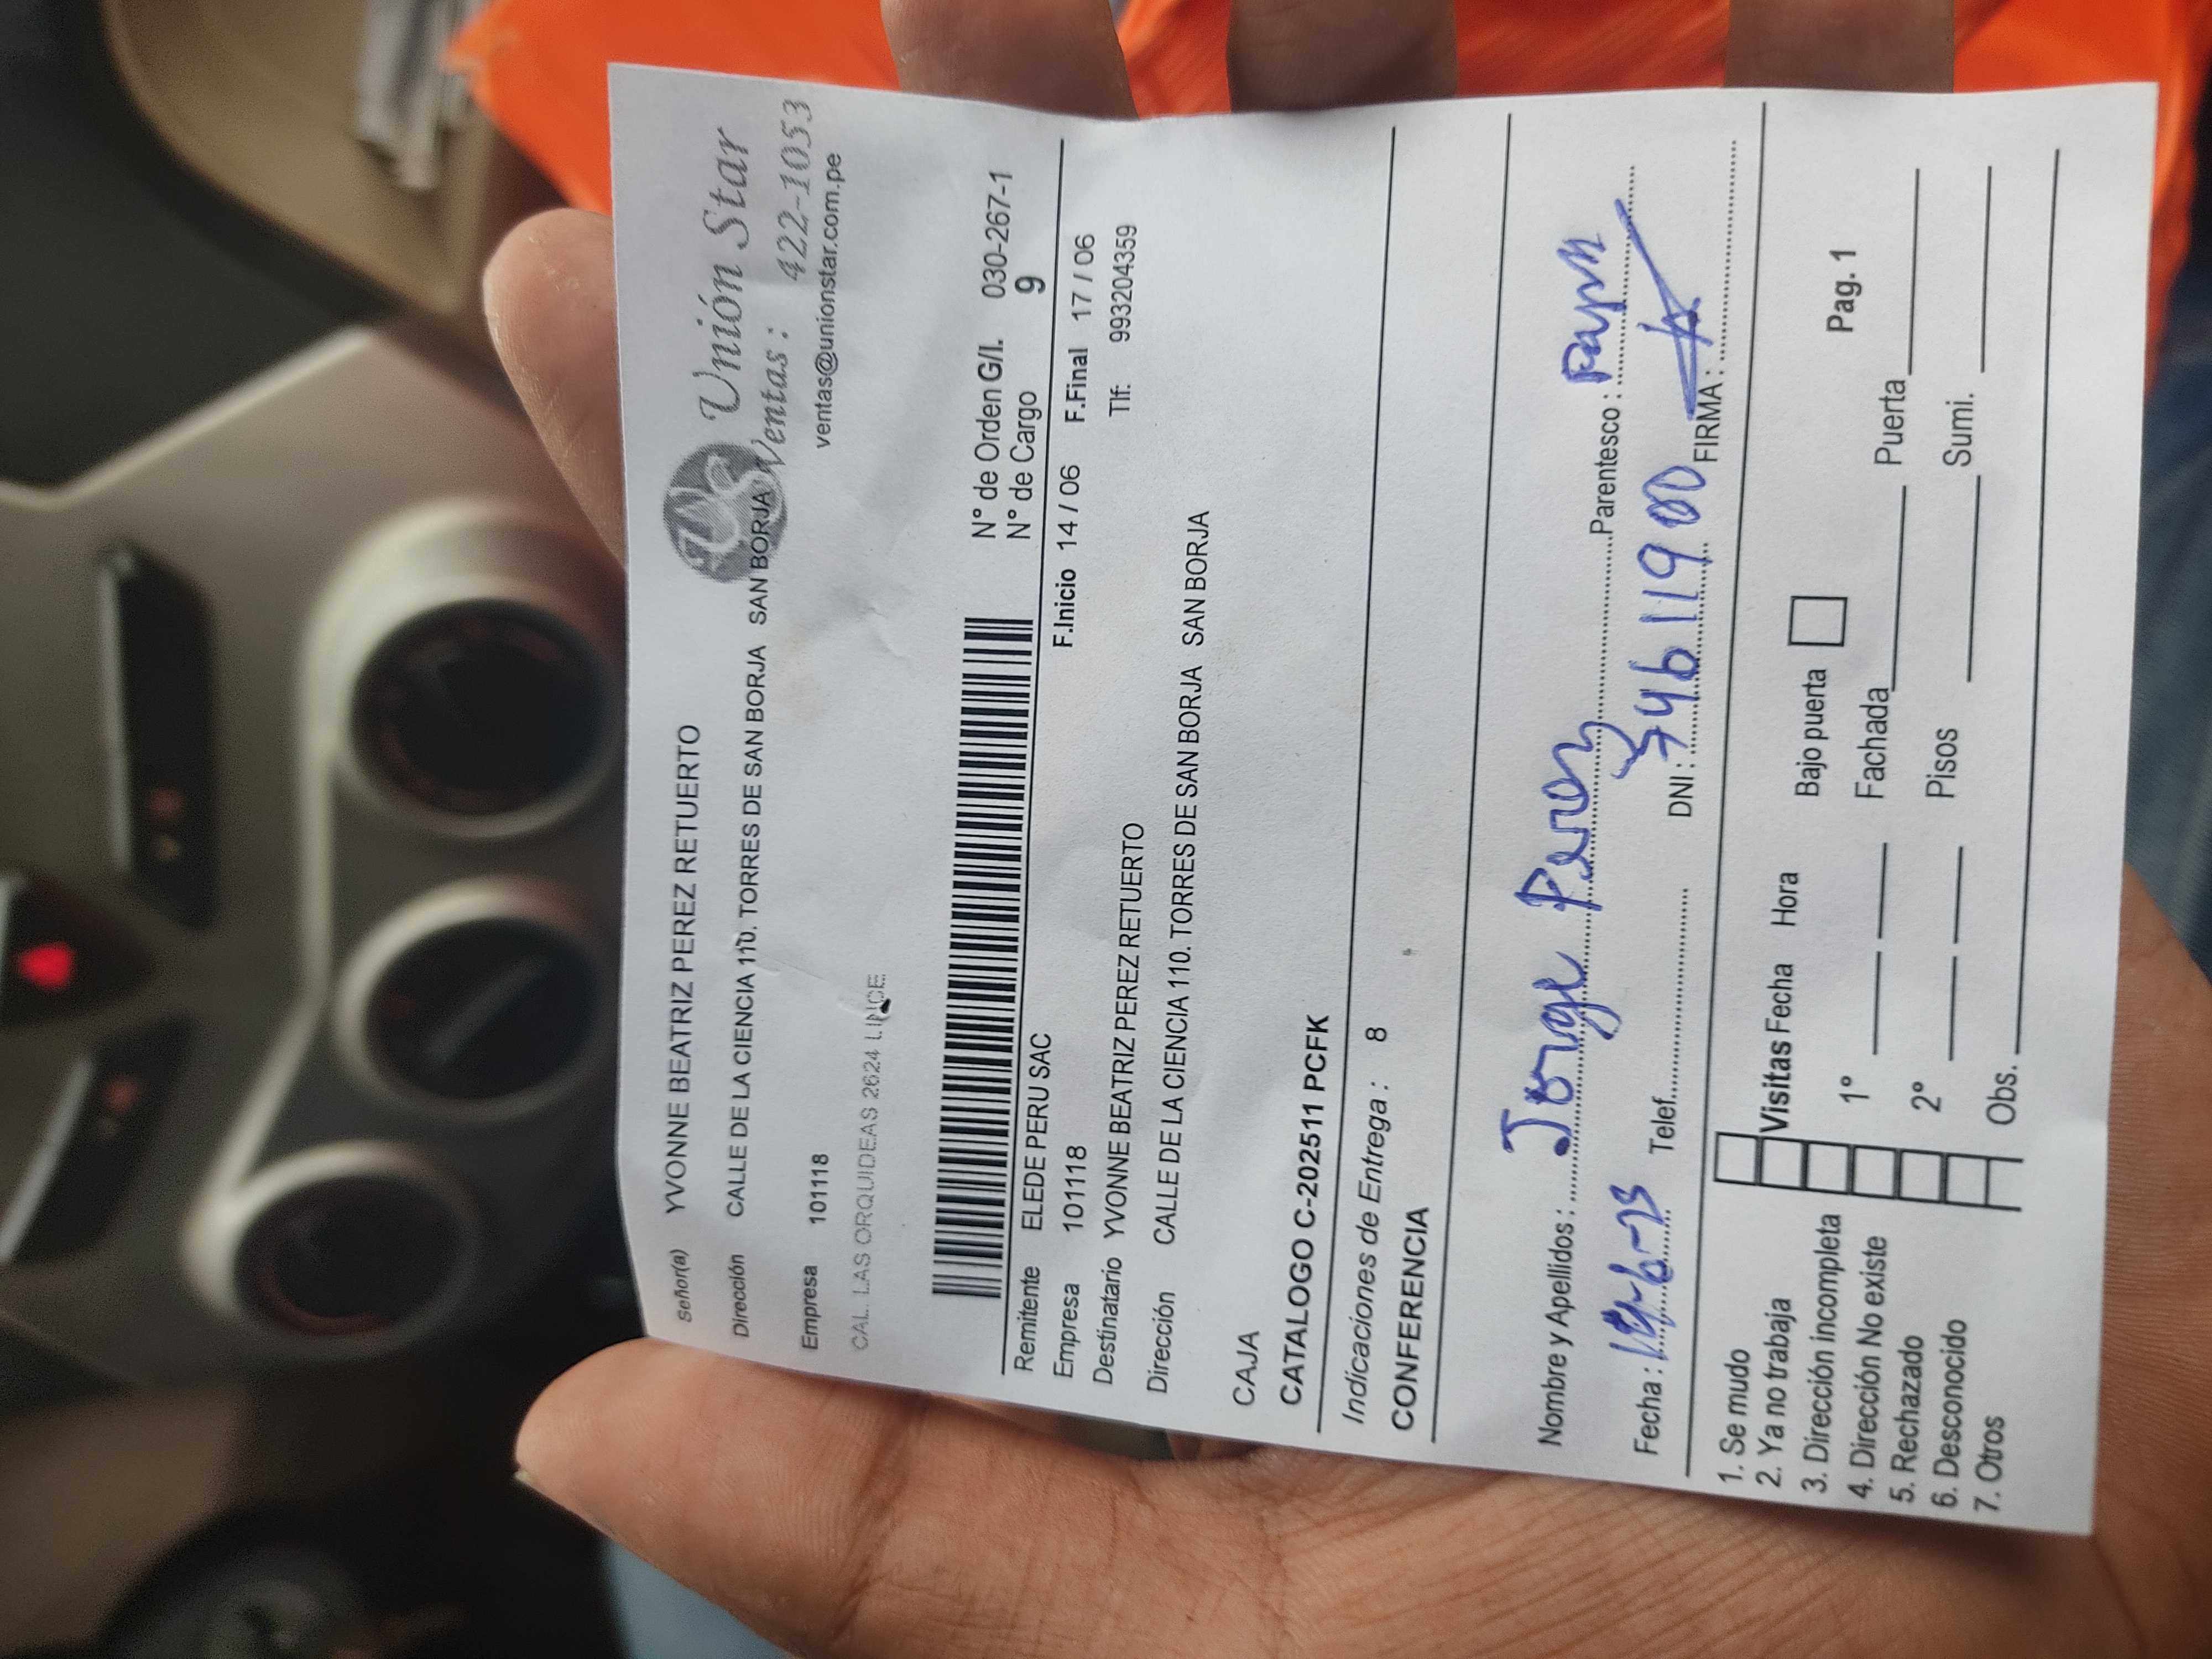 Unión Star
Ventas: 422-1053
ventas@unionstar.com.pe
Señor(a) YVONNE BEATRIZ PEREZ RETUERTO
Dirección CALLE DE LA CIENCIA 110. TORRES DE SAN BORJA SAN BORJA
Empresa 101118
CAL. LAS ORQUIDEAS 2624 LINCE
N° de Orden G/I. 030-267-1
N° de Cargo 9
Remitente ELEDE PERU SAC
F.Inicio 14 / 06 F.Final 17 / 06
Empresa 101118
Destinatario YVONNE BEATRIZ PEREZ RETUERTO Tlf: 993204359
Dirección CALLE DE LA CIENCIA 110. TORRES DE SAN BORJA SAN BORJA
CAJA
CATALOGO C-202511 PCFK
Indicaciones de Entrega : 8
CONFERENCIA
Nombre y Apellidos : Jorge Perez Parentesco :
Fecha : 14-6-23 Telef. DNI : FIRMA :
1. Se mudo
2. Ya no trabaja
3. Dirección incompleta
4. Dirección No existe
5. Rechazado
6. Desconocido
7. Otros
Visitas Fecha Hora Bajo puerta Pag. 1
1° Fachada Puerta
2° Pisos Sumi.
Obs.